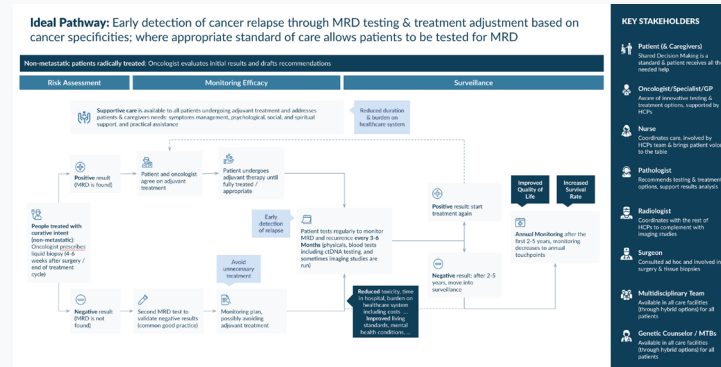 Ideal Pathway: Early detection of cancer relapse through MRD testing & treatment adjustment based on
cancer specificities; where appropriate standard of care allows patients to be tested for MRD
Non-metastatic patients radically treated: Oncologist evaluates initial results and drafts recommendations
Risk Assessment
Monitoring Efficacy
Surveillance
Supportive care is available to all patients undergoing adjuvant treatment and addresses
patients & caregivers needs: symptoms management, psychological, social, and spiritual
support, and practical assistance
Reduced duration
& burden on
healthcare system
Positive result
(MRD is found)
Patient and oncologist
agree on adjuvant
treatment
Patient undergoes
adjuvant therapy until
fully treated /
appropriate
People treated with
curative intent
(non-metastatic):
Oncologist prescribes
liquid biopsy (4-6
weeks after surgery /
end of treatment
cycle)
Early
detection
of relapse
Patient tests regularly to monitor
MRD and recurrence every 3-6
Months (physicals, blood tests
including ctDNA testing, and
sometimes imaging studies are
run)
Avoid
unnecessary
treatment
Negative result
(MRD is not
found)
Second MRD test to
validate negative results
(common good practice)
Monitoring plan,
possibly avoiding
adjuvant treatment
Reduced toxicity, time
in hospital, burden on
healthcare system
including costs ...
Improved living
standards, mental
health conditions, ...
Positive result: start
treatment again
Negative result: after 2-5
years, move into
surveillance
Improved
Quality of
Life
Increased
Survival
Rate
Annual Monitoring after the
first 2-5 years, monitoring
decreases to annual
touchpoints
KEY STAKEHOLDERS
Patient (& Caregivers)
Shared Decision Making is a
standard & patient receives all the
needed help
Oncologist/Specialist/GP
Aware of innovative testing &
treatment options, supported by
HCPs
Nurse
Coordinates care, involved by
HCPs team & brings patient voice
to the table
Pathologist
Recommends testing & treatment
options, support results analysis
Radiologist
Coordinates with the rest of
HCPs to complement with
imaging studies
Surgeon
Consulted ad hoc and involved in
surgery & tissue biopsies
Multidisciplinary Team
Available in all care facilities
(through hybrid options) for all
patients
Genetic Counselor / MTBs
Available in all care facilities
(through hybrid options) for all
patients